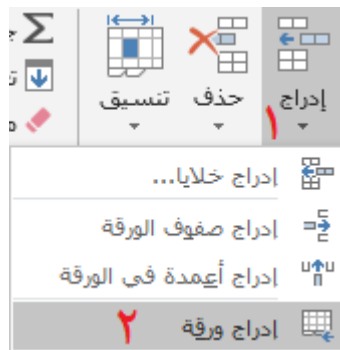 إدراج حذف تنسيق
١
إدراج خلايا...
إدراج صفوف الورقة
إدراج أعمدة في الورقة
إدراج ورقة ٢